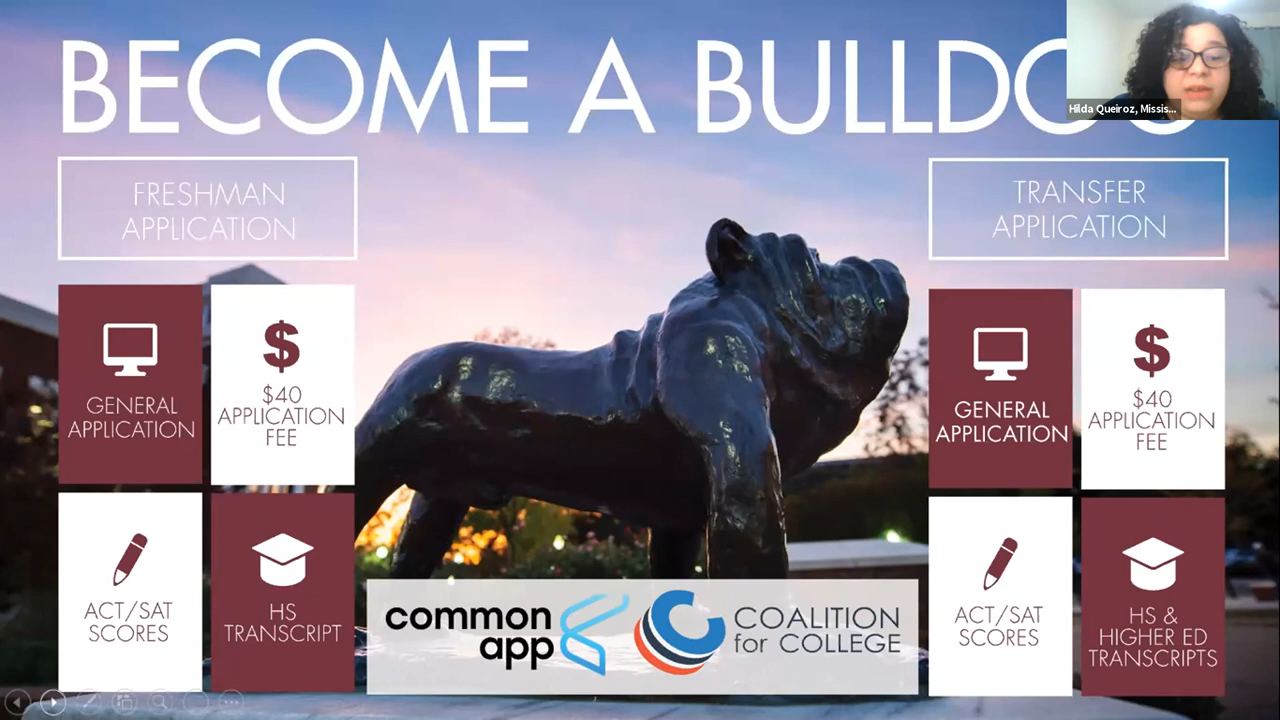 BECOME A BULLDOG
Hilda Queiroz, Missis...
FRESHMAN
APPLICATION
GENERAL
APPLICATION
$
$40
APPLICATION
FEE
ACT/SAT
SCORES
HS
TRANSCRIPT
common
app
COALITION
for COLLEGE
TRANSFER
APPLICATION
GENERAL
APPLICATION
$
$40
APPLICATION
FEE
ACT/SAT
SCORES
HS &
HIGHER ED
TRANSCRIPTS